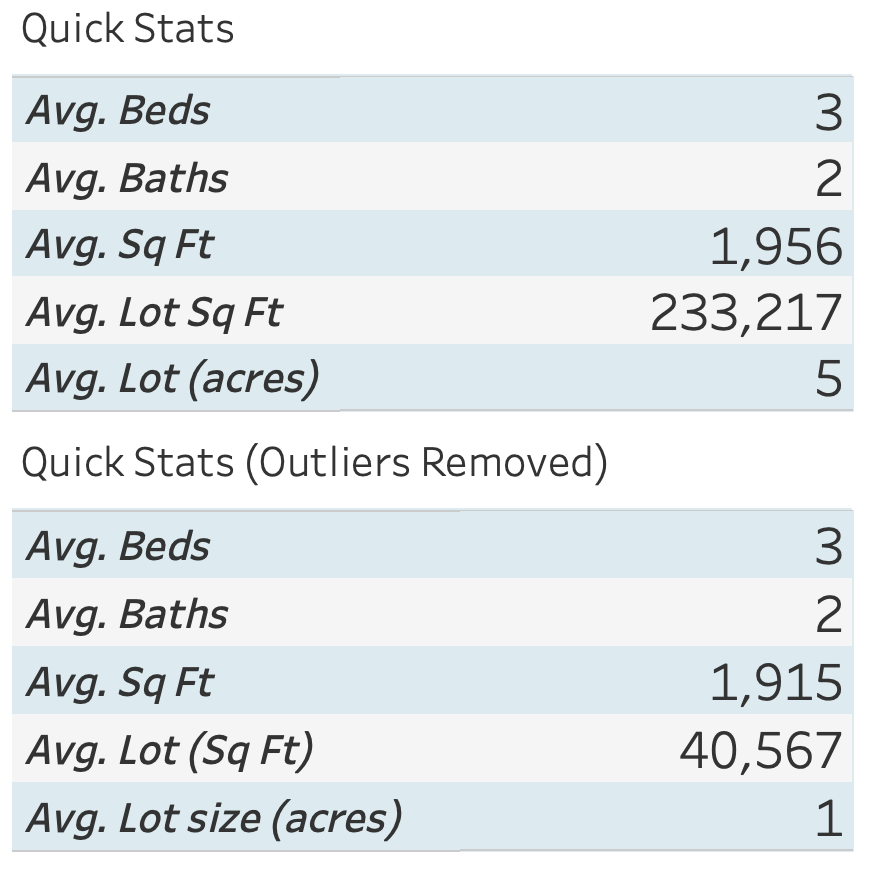 Quick Stats
Avg. Beds 3
Avg. Baths 2
Avg. Sq Ft 1,956
Avg. Lot Sq Ft 233,217
Avg. Lot (acres) 5
Quick Stats (Outliers Removed)
Avg. Beds 3
Avg. Baths 2
Avg. Sq Ft 1,915
Avg. Lot (Sq Ft) 40,567
Avg. Lot size (acres) 1